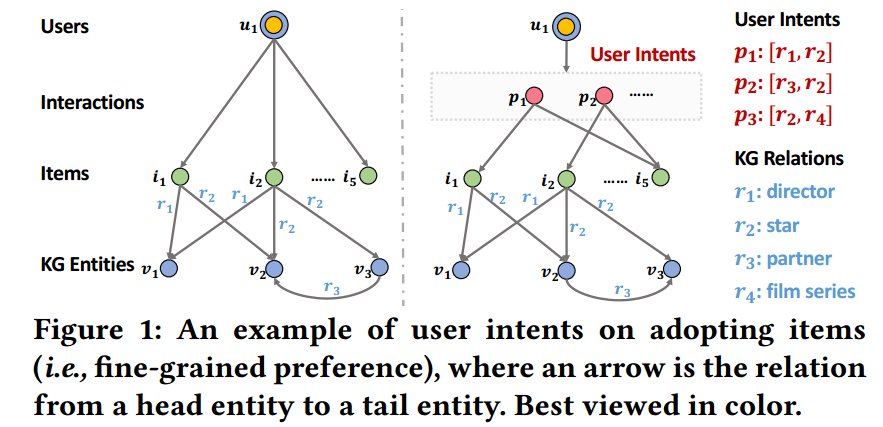 Users
u1
Interactions
Items
i1
i2
......
i5
r1
r2
r1
r2
r2
KG Entities
v1
v2
v3
r3
u1
User Intents
p1
p2
......
i1
i2
......
i5
r1
r2
r1
r2
r2
v1
v2
v3
r3
User Intents
p1: [r1, r2]
p2: [r3, r2]
p3: [r2, r4]
KG Relations
r1: director
r2: star
r3: partner
r4: film series
Figure 1: An example of user intents on adopting items
(i.e., fine-grained preference), where an arrow is the relation
from a head entity to a tail entity. Best viewed in color.